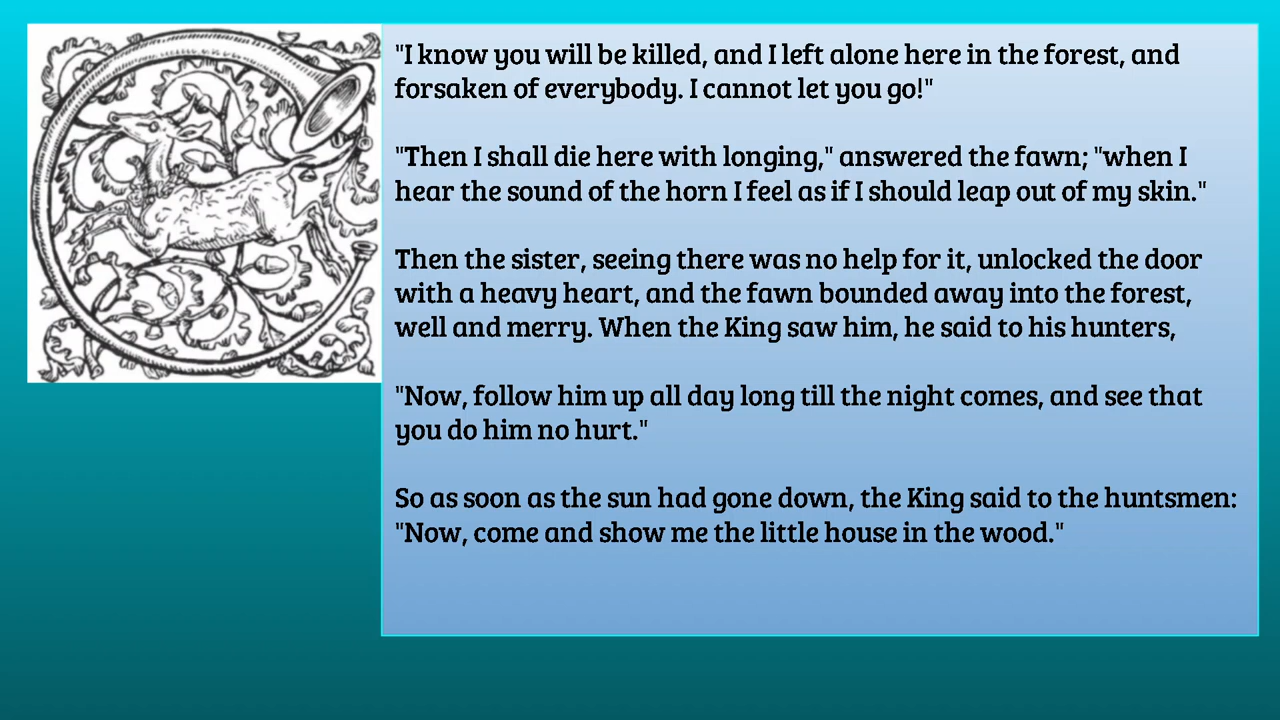 "I know you will be killed, and I left alone here in the forest, and
forsaken of everybody. I cannot let you go!"
"Then I shall die here with longing," answered the fawn; "when I
hear the sound of the horn I feel as if I should leap out of my skin."
Then the sister, seeing there was no help for it, unlocked the door
with a heavy heart, and the fawn bounded away into the forest,
well and merry. When the King saw him, he said to his hunters,
"Now, follow him up all day long till the night comes, and see that
you do him no hurt."
So as soon as the sun had gone down, the King said to the huntsmen:
"Now, come and show me the little house in the wood."